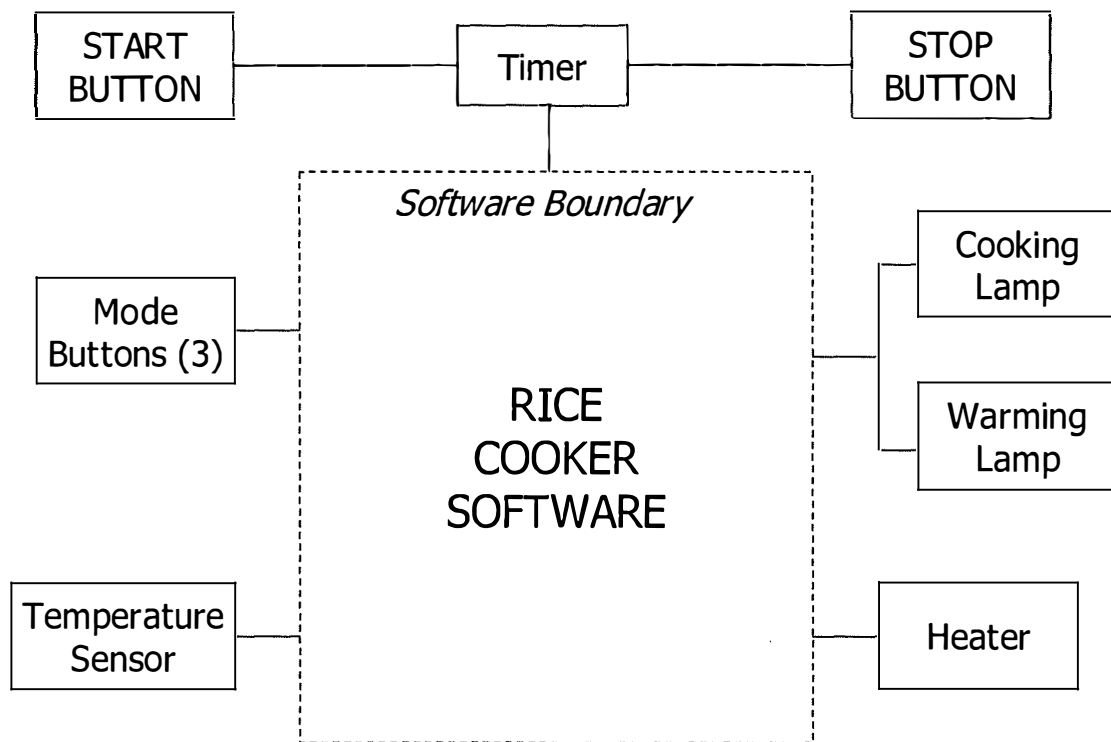 START
BUTTON
Timer
STOP
BUTTON
Software Boundary
Mode
Buttons (3)
Cooking
Lamp
RICE
COOKER
SOFTWARE
Warming
Lamp
Temperature
Sensor
Heater